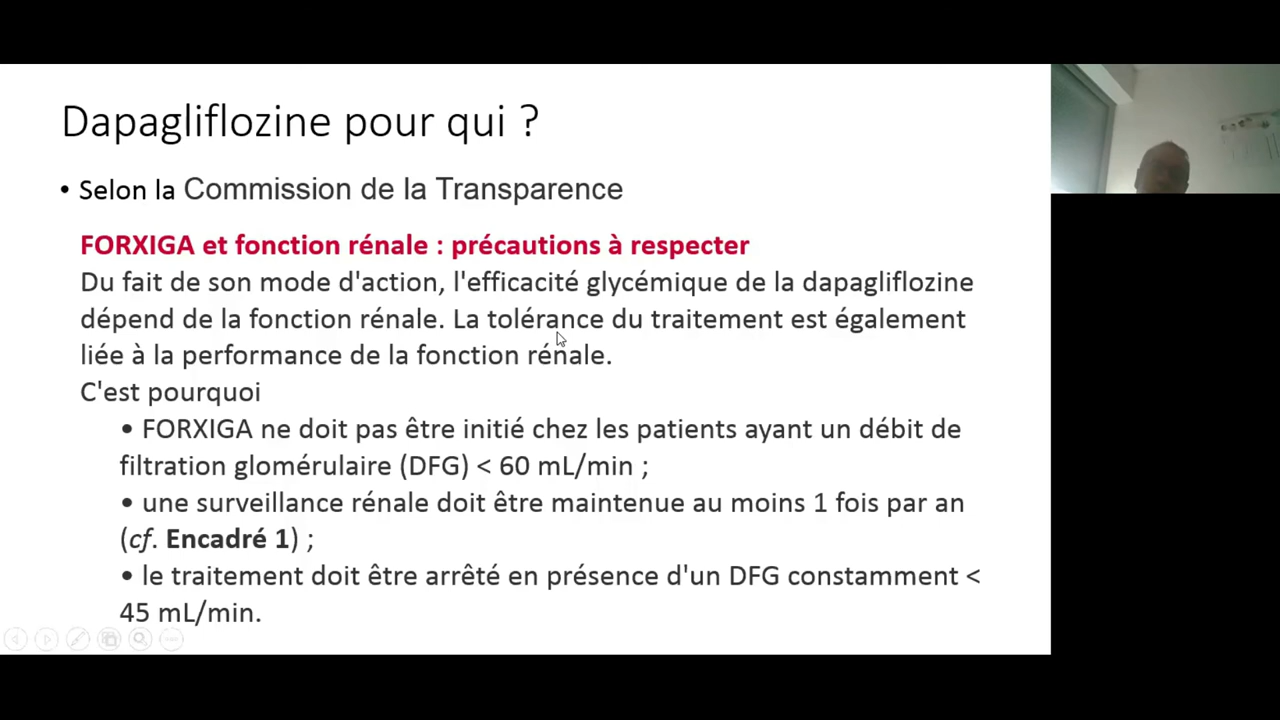 Dapagliflozine pour qui ?
• Selon la Commission de la Transparence
FORXIGA et fonction rénale : précautions à respecter
Du fait de son mode d'action, l'efficacité glycémique de la dapagliflozine
dépend de la fonction rénale. La tolérance du traitement est également
liée à la performance de la fonction rénale.
C'est pourquoi
• FORXIGA ne doit pas être initié chez les patients ayant un débit de
filtration glomérulaire (DFG) < 60 mL/min ;
• une surveillance rénale doit être maintenue au moins 1 fois par an
(cf. Encadré 1) ;
• le traitement doit être arrêté en présence d'un DFG constamment <
45 mL/min.